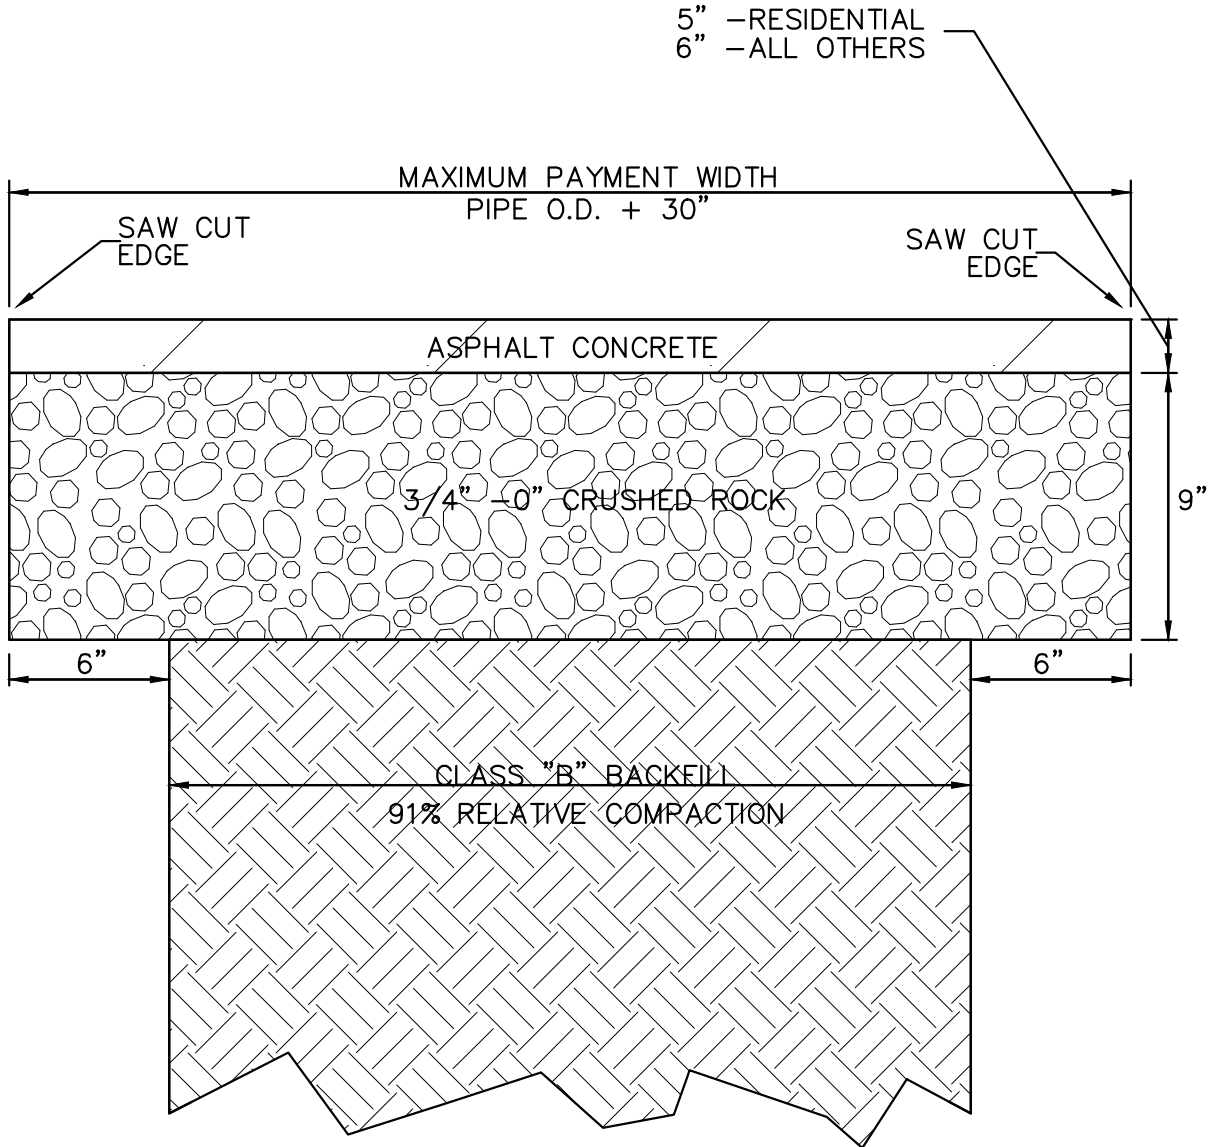 5" -RESIDENTIAL
6" -ALL OTHERS
MAXIMUM PAYMENT WIDTH
PIPE O.D. + 30"
SAW CUT
EDGE
SAW CUT
EDGE
ASPHALT CONCRETE
3/4" -0" CRUSHED ROCK
9"
6"
6"
CLASS "B" BACKFILL
91% RELATIVE COMPACTION